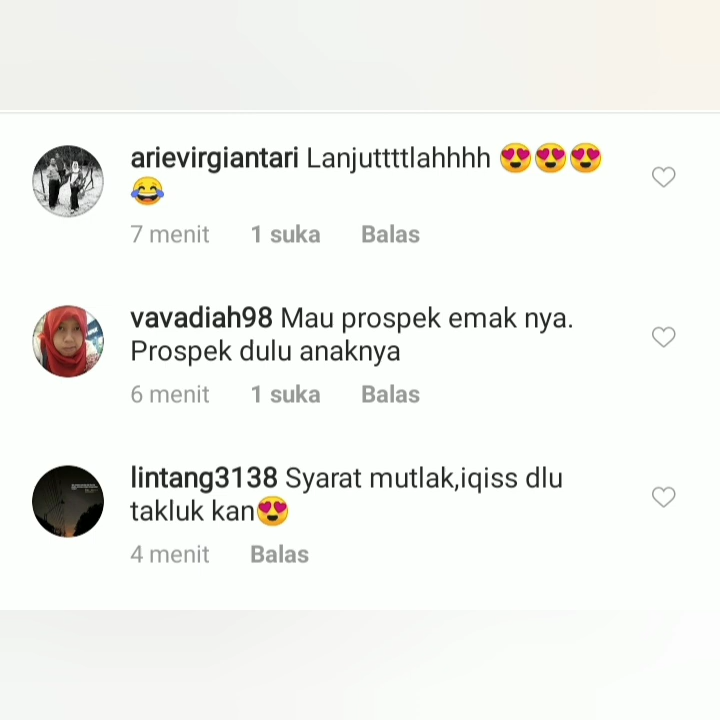 arievirgiantari Lanjuttttlahhhh 😍😍😍
😂
7 menit 1 suka Balas
vavadiah98 Mau prospek emak nya.
Prospek dulu anaknya
6 menit 1 suka Balas
lintang3138 Syarat mutlak,iqiss dlu
takluk kan😍
4 menit Balas